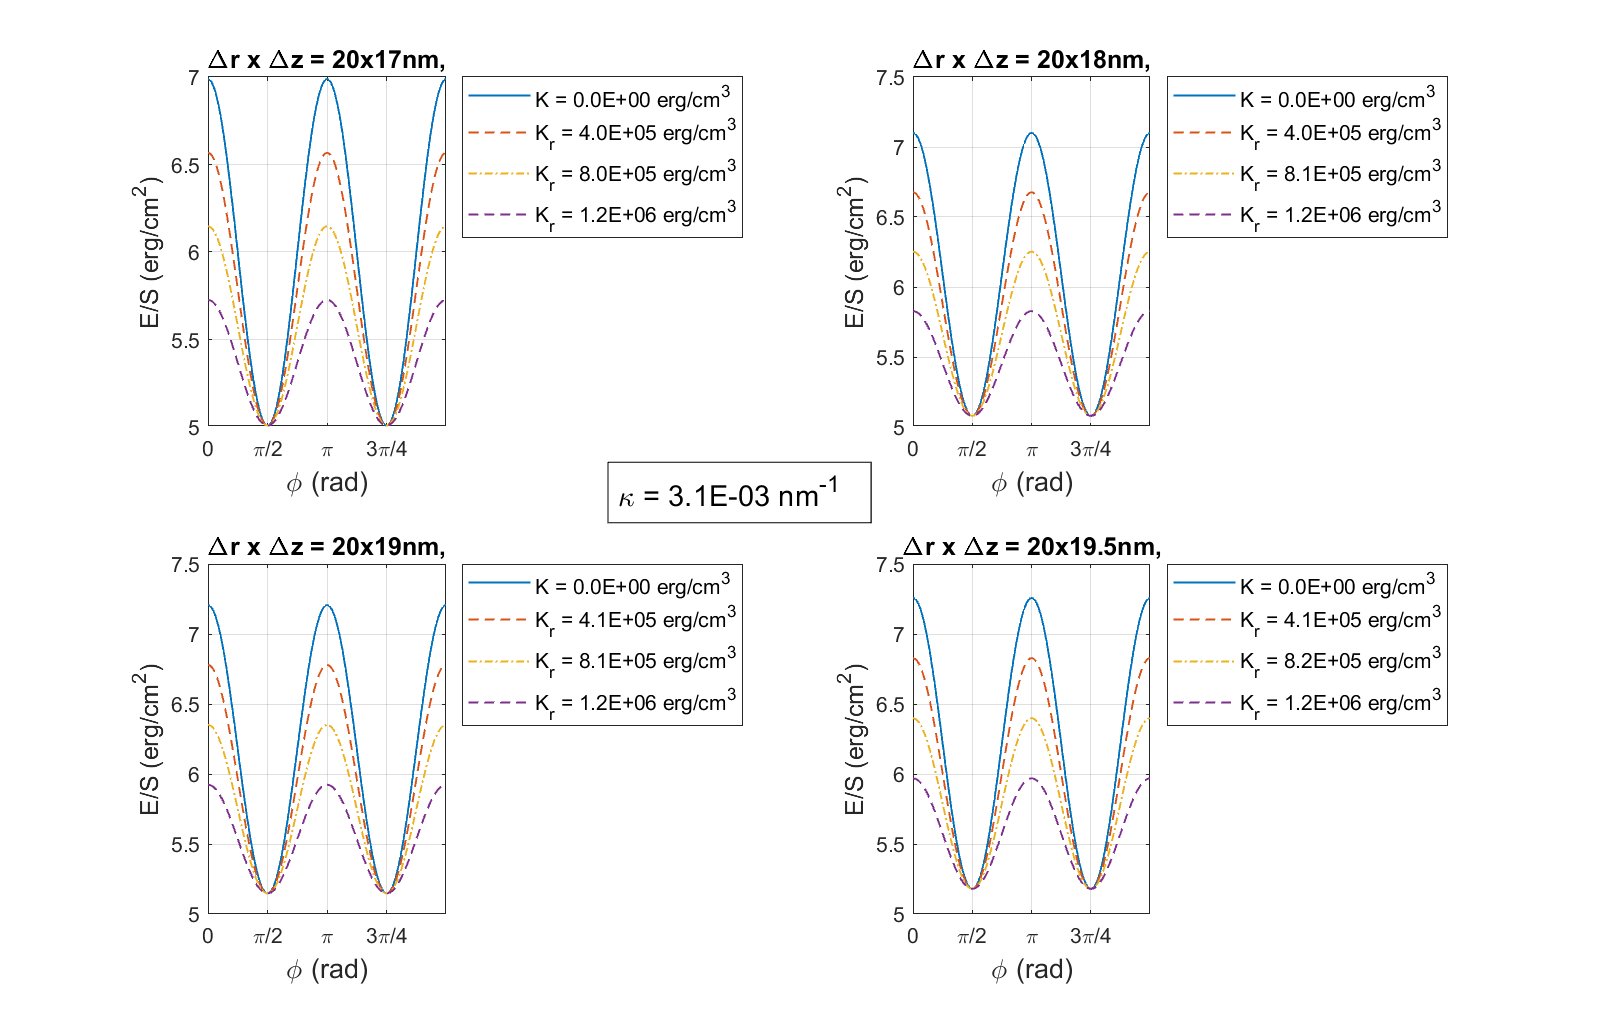 Δr x Δz = 20x17nm,
7
6.5
6
5.5
5
0 π/2 π 3π/4
ϕ (rad)
E/S (erg/cm²)
K = 0.0E+00 erg/cm³
Kᵣ = 4.0E+05 erg/cm³
Kᵣ = 8.0E+05 erg/cm³
Kᵣ = 1.2E+06 erg/cm³
Δr x Δz = 20x18nm,
7.5
7
6.5
6
5.5
5
0 π/2 π 3π/4
ϕ (rad)
E/S (erg/cm²)
K = 0.0E+00 erg/cm³
Kᵣ = 4.0E+05 erg/cm³
Kᵣ = 8.1E+05 erg/cm³
Kᵣ = 1.2E+06 erg/cm³
κ = 3.1E-03 nm⁻¹
Δr x Δz = 20x19nm,
7.5
7
6.5
6
5.5
5
0 π/2 π 3π/4
ϕ (rad)
E/S (erg/cm²)
K = 0.0E+00 erg/cm³
Kᵣ = 4.1E+05 erg/cm³
Kᵣ = 8.1E+05 erg/cm³
Kᵣ = 1.2E+06 erg/cm³
Δr x Δz = 20x19.5nm,
7.5
7
6.5
6
5.5
5
0 π/2 π 3π/4
ϕ (rad)
E/S (erg/cm²)
K = 0.0E+00 erg/cm³
Kᵣ = 4.1E+05 erg/cm³
Kᵣ = 8.2E+05 erg/cm³
Kᵣ = 1.2E+06 erg/cm³